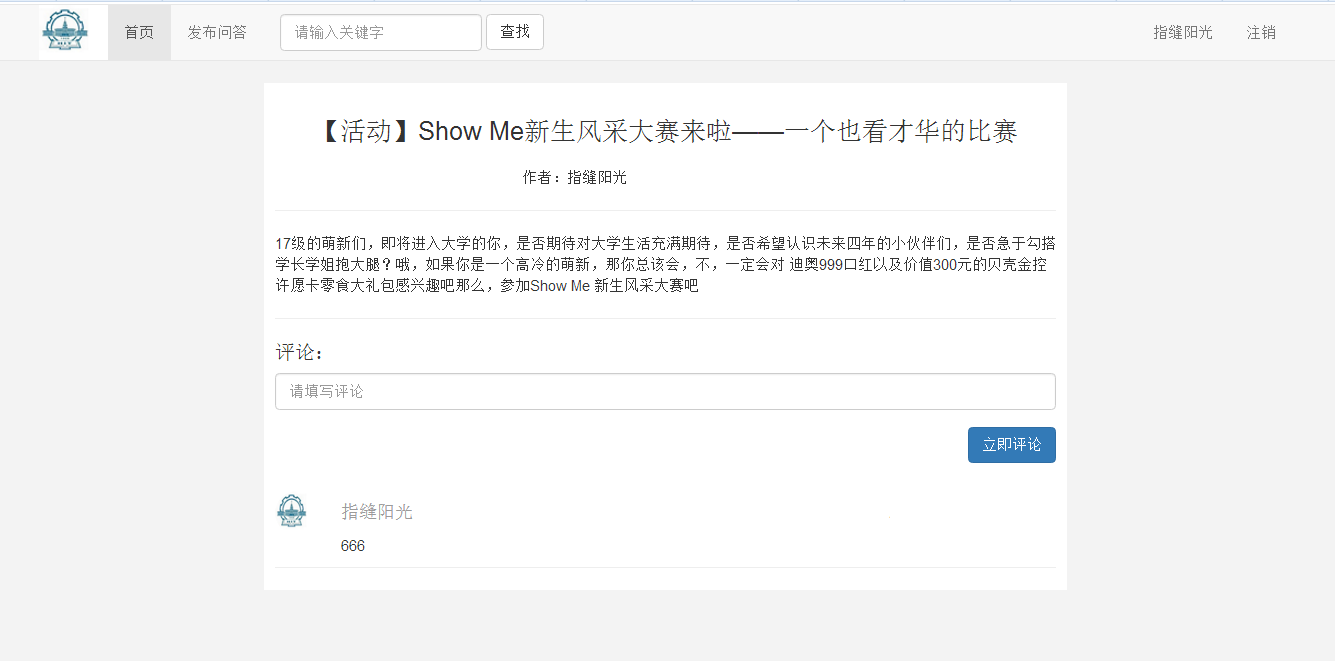 首页 发布问答 请输入关键字 查找 指缝阳光 注销
【活动】Show Me新生风采大赛来啦——一个也看才华的比赛
作者：指缝阳光
17级的萌新们，即将进入大学的你，是否期待对大学生活充满期待，是否希望认识未来四年的小伙伴们，是否急于勾搭
学长学姐抱大腿？哦，如果你是一个高冷的萌新，那你总该会，不，一定会对 迪奥999口红以及价值300元的贝壳金控
许愿卡零食大礼包感兴趣吧那么，参加Show Me 新生风采大赛吧
评论：
请填写评论
立即评论
指缝阳光
666